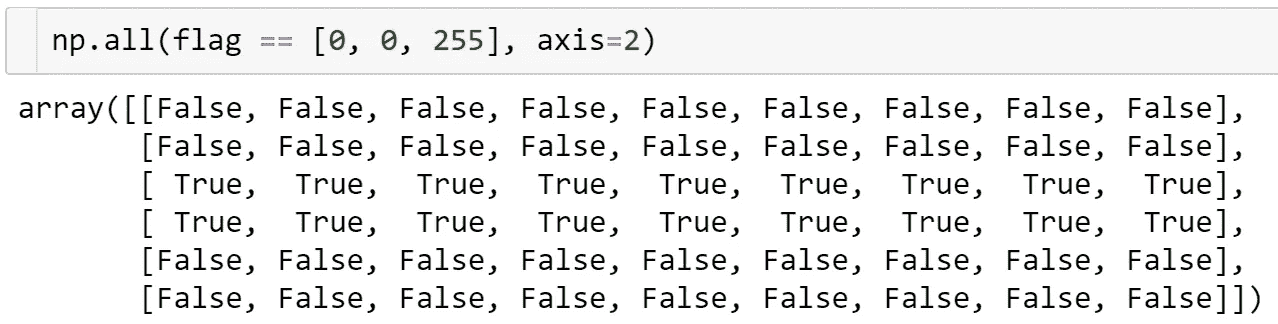 np.all(flag == [0, 0, 255], axis=2)
array([[False, False, False, False, False, False, False, False, False],
       [False, False, False, False, False, False, False, False, False],
       [ True,  True,  True,  True,  True,  True,  True,  True,  True],
       [ True,  True,  True,  True,  True,  True,  True,  True,  True],
       [False, False, False, False, False, False, False, False, False],
       [False, False, False, False, False, False, False, False, False]])